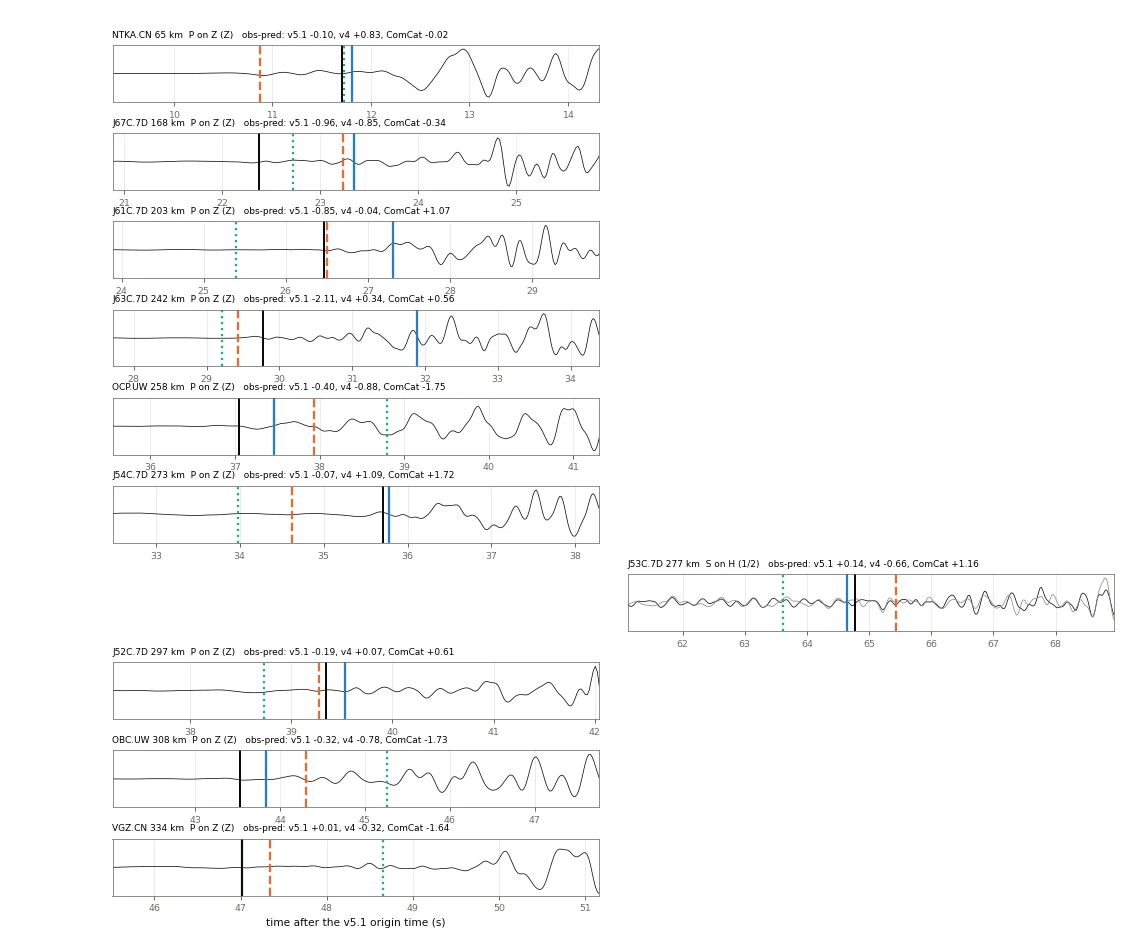 NTKA.CN 65 km  P on Z (Z)   obs-pred: v5.1 -0.10, v4 +0.83, ComCat -0.02
10 11 12 13 14
J67C.7D 168 km  P on Z (Z)   obs-pred: v5.1 -0.96, v4 -0.85, ComCat -0.34
21 22 23 24 25
J61C.7D 203 km  P on Z (Z)   obs-pred: v5.1 -0.85, v4 -0.04, ComCat +1.07
24 25 26 27 28 29
J63C.7D 242 km  P on Z (Z)   obs-pred: v5.1 -2.11, v4 +0.34, ComCat +0.56
28 29 30 31 32 33 34
OCP.UW 258 km  P on Z (Z)   obs-pred: v5.1 -0.40, v4 -0.88, ComCat -1.75
36 37 38 39 40 41
J54C.7D 273 km  P on Z (Z)   obs-pred: v5.1 -0.07, v4 +1.09, ComCat +1.72
33 34 35 36 37 38
J53C.7D 277 km  S on H (1/2)   obs-pred: v5.1 +0.14, v4 -0.66, ComCat +1.16
62 63 64 65 66 67 68
J52C.7D 297 km  P on Z (Z)   obs-pred: v5.1 -0.19, v4 +0.07, ComCat +0.61
38 39 40 41 42
OBC.UW 308 km  P on Z (Z)   obs-pred: v5.1 -0.32, v4 -0.78, ComCat -1.73
43 44 45 46 47
VGZ.CN 334 km  P on Z (Z)   obs-pred: v5.1 +0.01, v4 -0.32, ComCat -1.64
46 47 48 49 50 51
time after the v5.1 origin time (s)